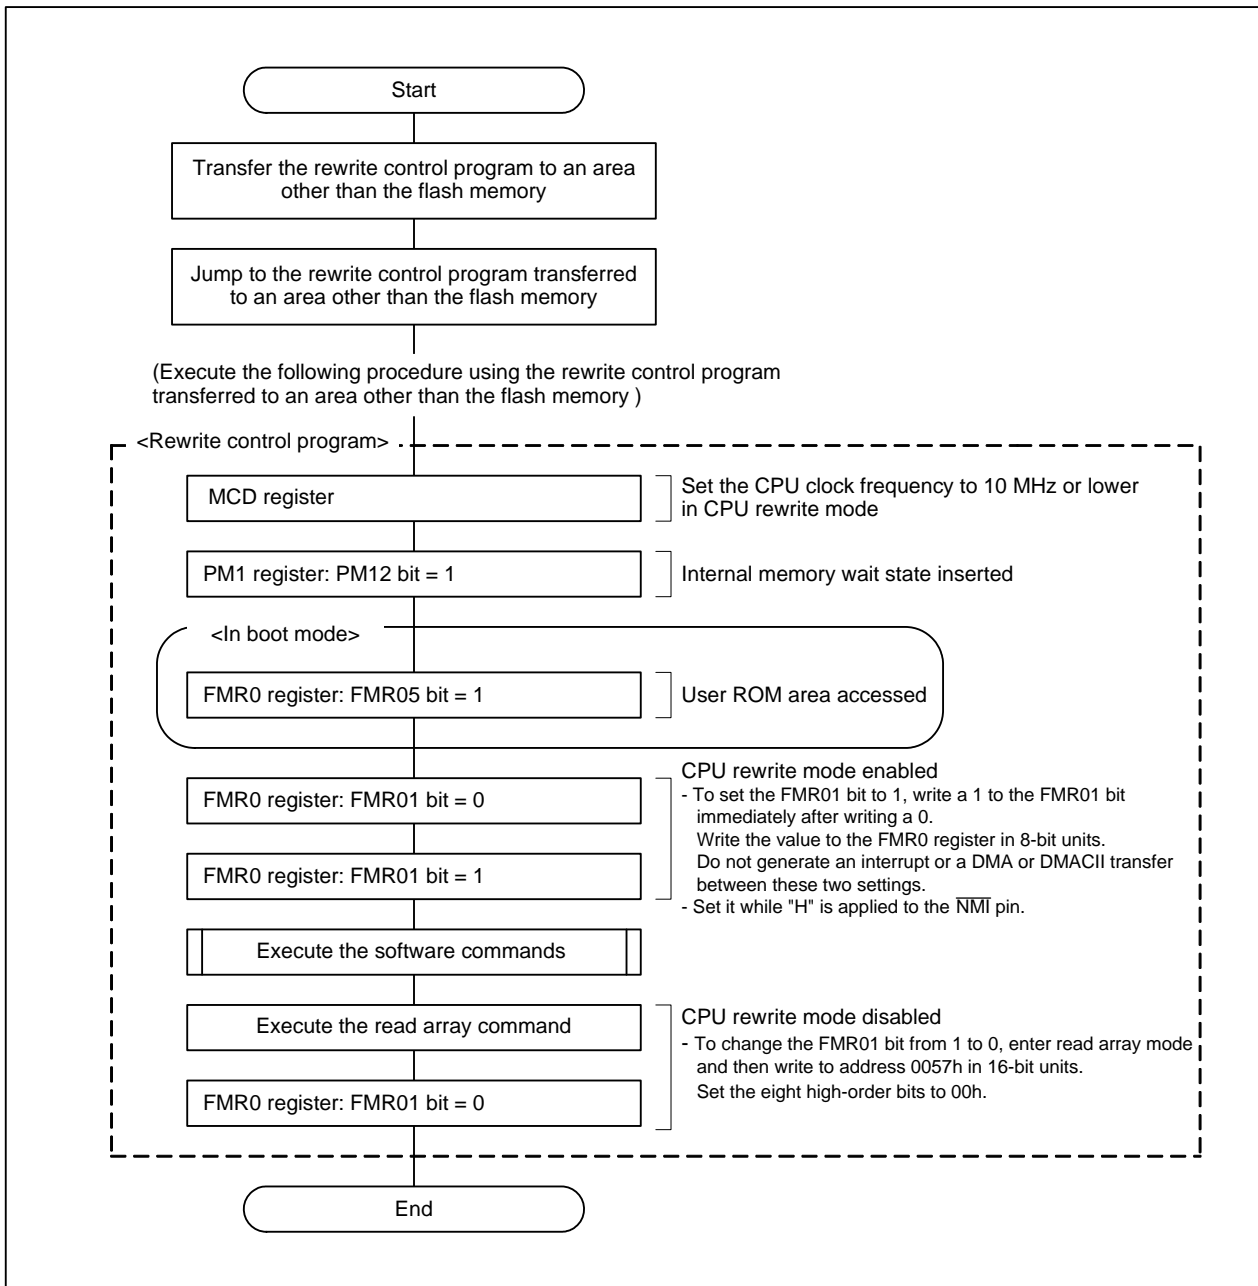 Start
Transfer the rewrite control program to an area
other than the flash memory
Jump to the rewrite control program transferred
to an area other than the flash memory
(Execute the following procedure using the rewrite control program
transferred to an area other than the flash memory )
<Rewrite control program>
MCD register
Set the CPU clock frequency to 10 MHz or lower
in CPU rewrite mode
PM1 register: PM12 bit = 1
Internal memory wait state inserted
<In boot mode>
FMR0 register: FMR05 bit = 1
User ROM area accessed
FMR0 register: FMR01 bit = 0
FMR0 register: FMR01 bit = 1
CPU rewrite mode enabled
- To set the FMR01 bit to 1, write a 1 to the FMR01 bit
immediately after writing a 0.
Write the value to the FMR0 register in 8-bit units.
Do not generate an interrupt or a DMA or DMACII transfer
between these two settings.
- Set it while "H" is applied to the N̅M̅I̅ pin.
Execute the software commands
Execute the read array command
FMR0 register: FMR01 bit = 0
CPU rewrite mode disabled
- To change the FMR01 bit from 1 to 0, enter read array mode
and then write to address 0057h in 16-bit units.
Set the eight high-order bits to 00h.
End